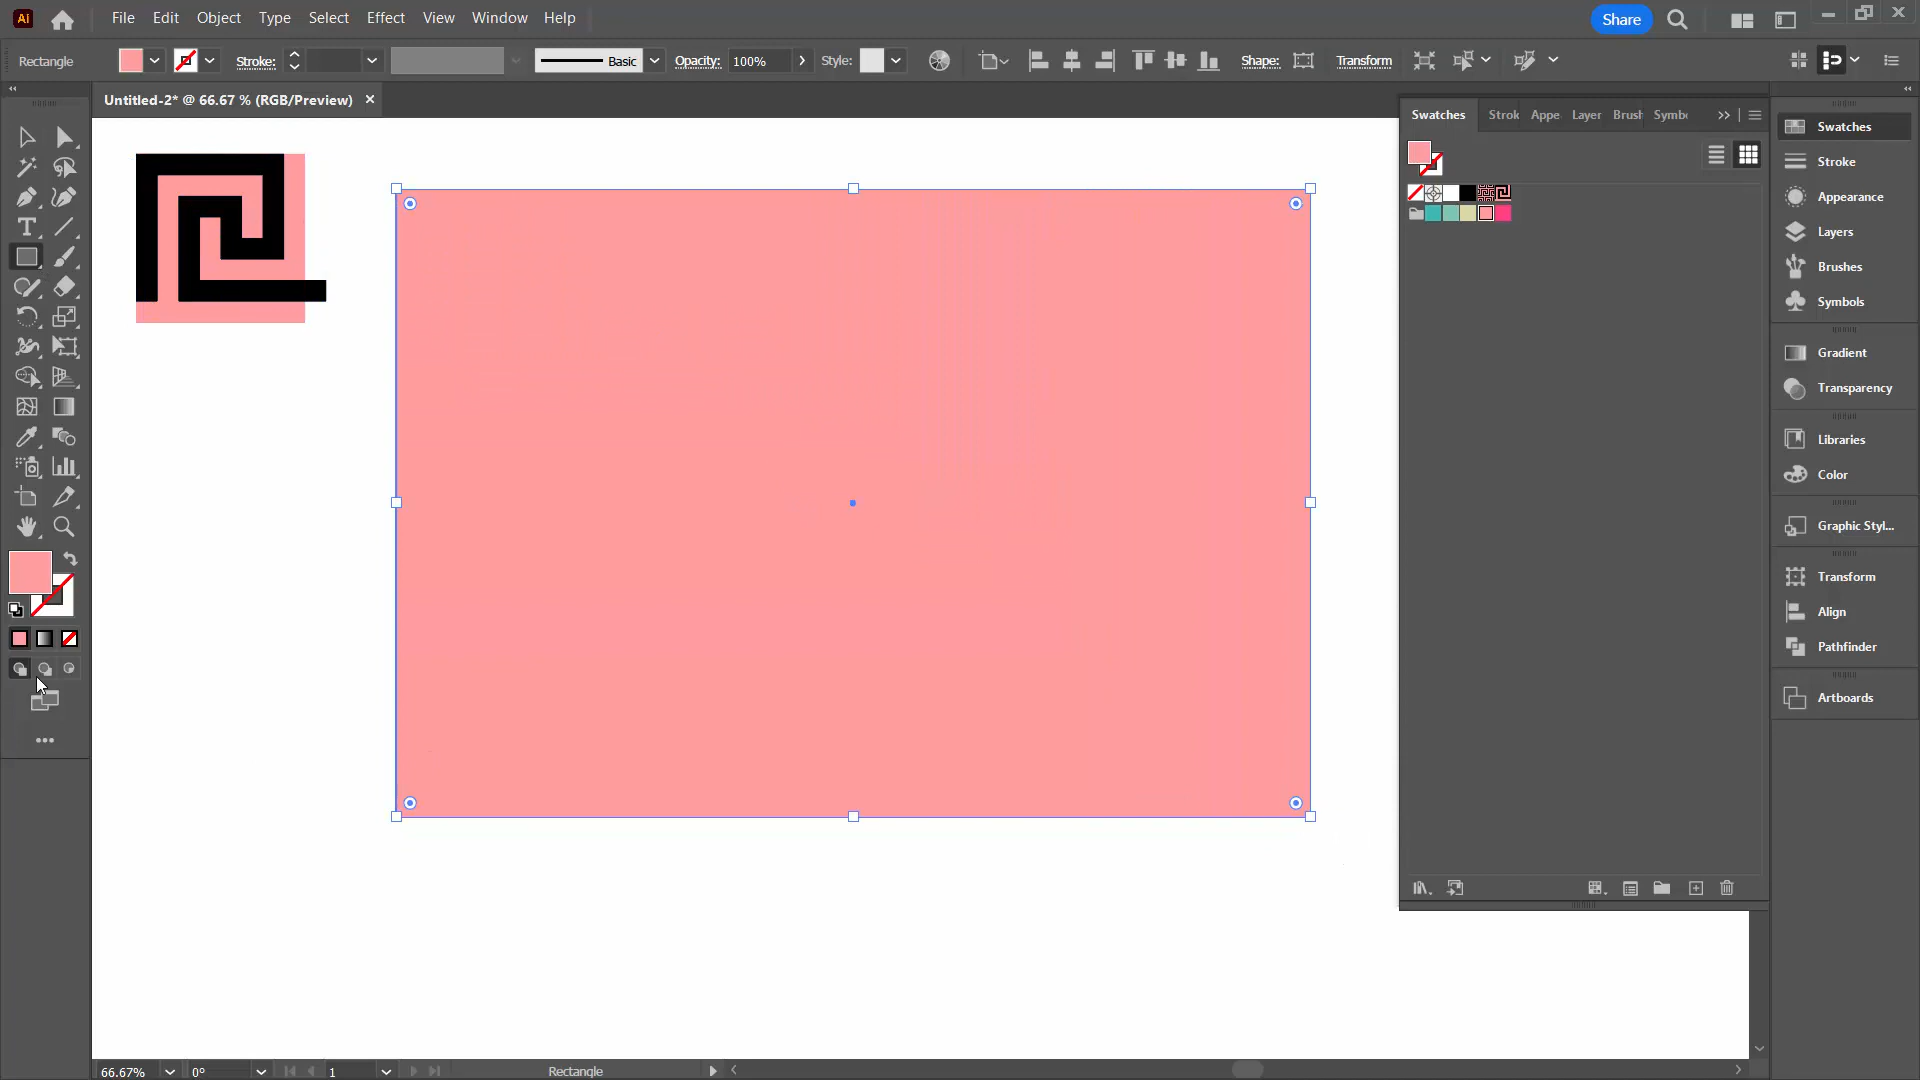 Ai File Edit Object Type Select Effect View Window Help Share
Rectangle Stroke: Basic Opacity: 100% Style: Shape: Transform
Untitled-2* @ 66.67 % (RGB/Preview) ×
Swatches Strok Appe Layer Brush Symb
Swatches
Stroke
Appearance
Layers
Brushes
Symbols
Gradient
Transparency
Libraries
Color
Graphic Styl...
Transform
Align
Pathfinder
Artboards
T
66.67% 0° 1 Rectangle